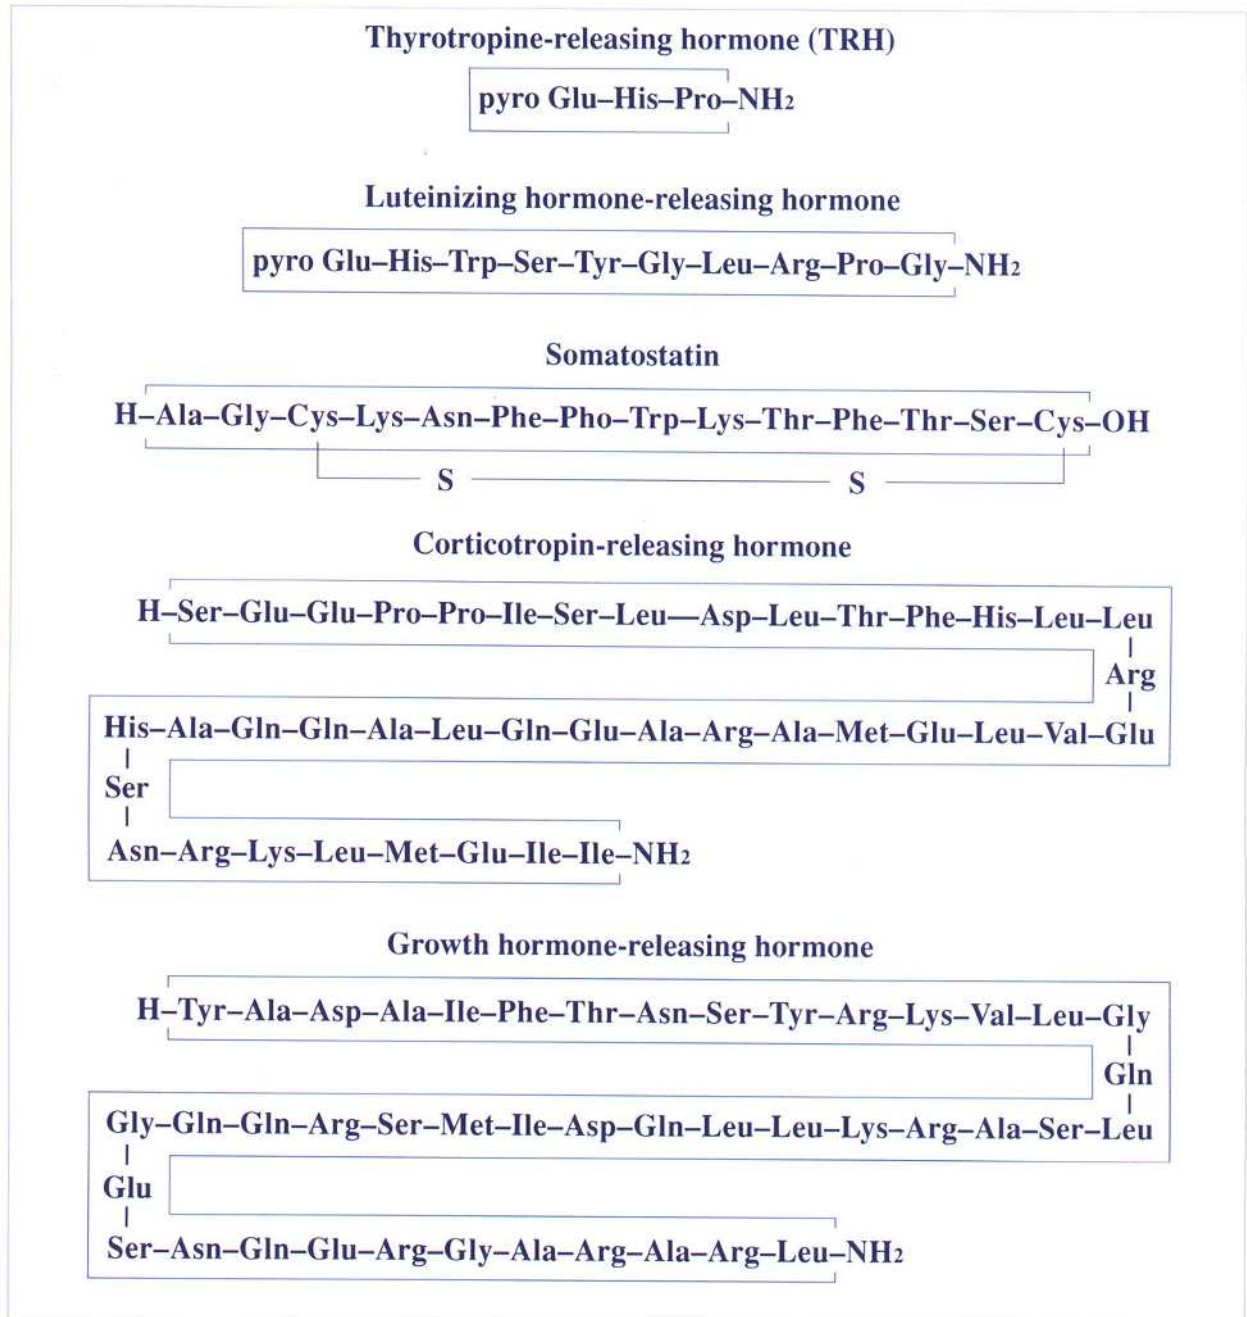 Thyrotropine-releasing hormone (TRH)
pyro Glu–His–Pro–NH2
Luteinizing hormone-releasing hormone
pyro Glu–His–Trp–Ser–Tyr–Gly–Leu–Arg–Pro–Gly–NH2
Somatostatin
H–Ala–Gly–Cys–Lys–Asn–Phe–Pho–Trp–Lys–Thr–Phe–Thr–Ser–Cys–OH
S S
Corticotropin-releasing hormone
H–Ser–Glu–Glu–Pro–Pro–Ile–Ser–Leu—Asp–Leu–Thr–Phe–His–Leu–Leu
Arg
His–Ala–Gln–Gln–Ala–Leu–Gln–Glu–Ala–Arg–Ala–Met–Glu–Leu–Val–Glu
Ser
Asn–Arg–Lys–Leu–Met–Glu–Ile–Ile–NH2
Growth hormone-releasing hormone
H–Tyr–Ala–Asp–Ala–Ile–Phe–Thr–Asn–Ser–Tyr–Arg–Lys–Val–Leu–Gly
Gln
Gly–Gln–Gln–Arg–Ser–Met–Ile–Asp–Gln–Leu–Leu–Lys–Arg–Ala–Ser–Leu
Glu
Ser–Asn–Gln–Glu–Arg–Gly–Ala–Arg–Ala–Arg–Leu–NH2